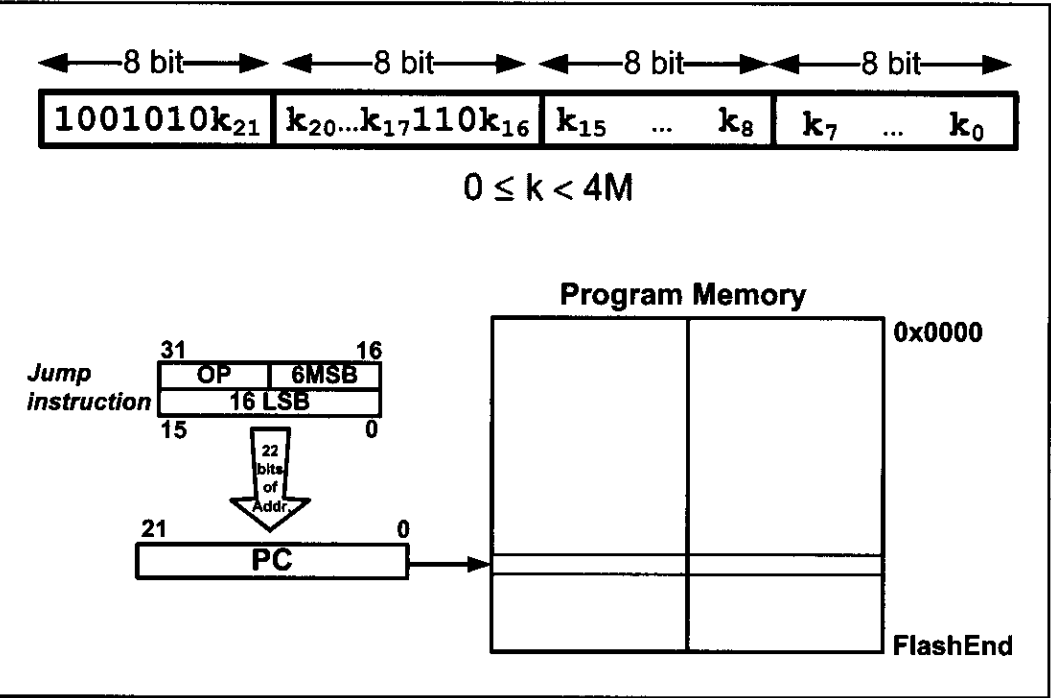 8 bit 8 bit 8 bit 8 bit
1001010k₂₁ k₂₀...k₁₇110k₁₆ k₁₅ ... k₈ k₇ ... k₀
0 ≤ k < 4M
Program Memory
0x0000
31 16
Jump instruction
OP 6MSB
16 LSB
15 0
22
bits
of
Addr.
21 0
PC
FlashEnd